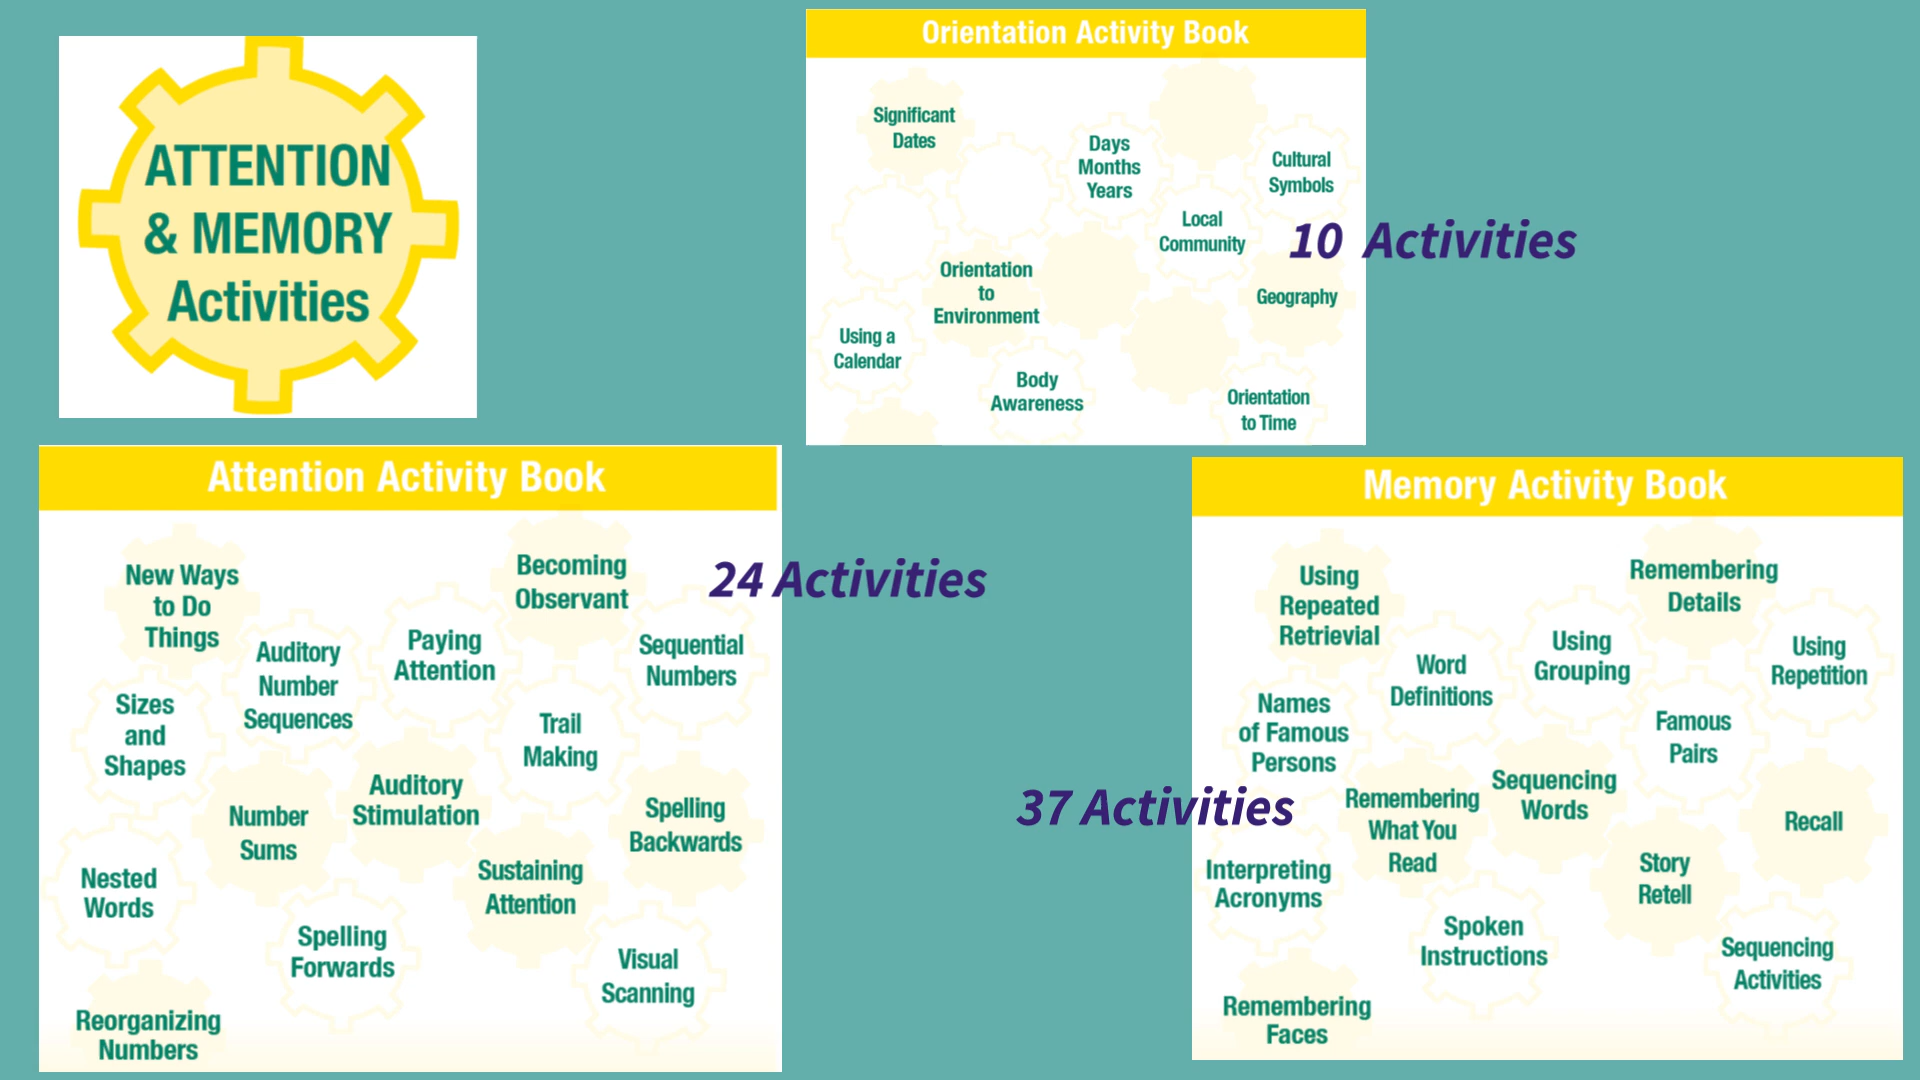 ATTENTION
& MEMORY
Activities
Orientation Activity Book
Significant
Dates
Days
Months
Years
Cultural
Symbols
Local
Community
10 Activities
Orientation
to
Environment
Geography
Using a
Calendar
Body
Awareness
Orientation
to Time
Attention Activity Book
New Ways
to Do
Things
Becoming
Observant
24 Activities
Auditory
Number
Sequences
Paying
Attention
Sequential
Numbers
Sizes
and
Shapes
Trail
Making
Number
Sums
Auditory
Stimulation
Spelling
Backwards
Nested
Words
Sustaining
Attention
Spelling
Forwards
Visual
Scanning
Reorganizing
Numbers
Memory Activity Book
Using
Repeated
Retrievial
Remembering
Details
Word
Definitions
Using
Grouping
Using
Repetition
Names
of Famous
Persons
Famous
Pairs
37 Activities
Remembering
What You
Read
Sequencing
Words
Recall
Interpreting
Acronyms
Story
Retell
Spoken
Instructions
Sequencing
Activities
Remembering
Faces